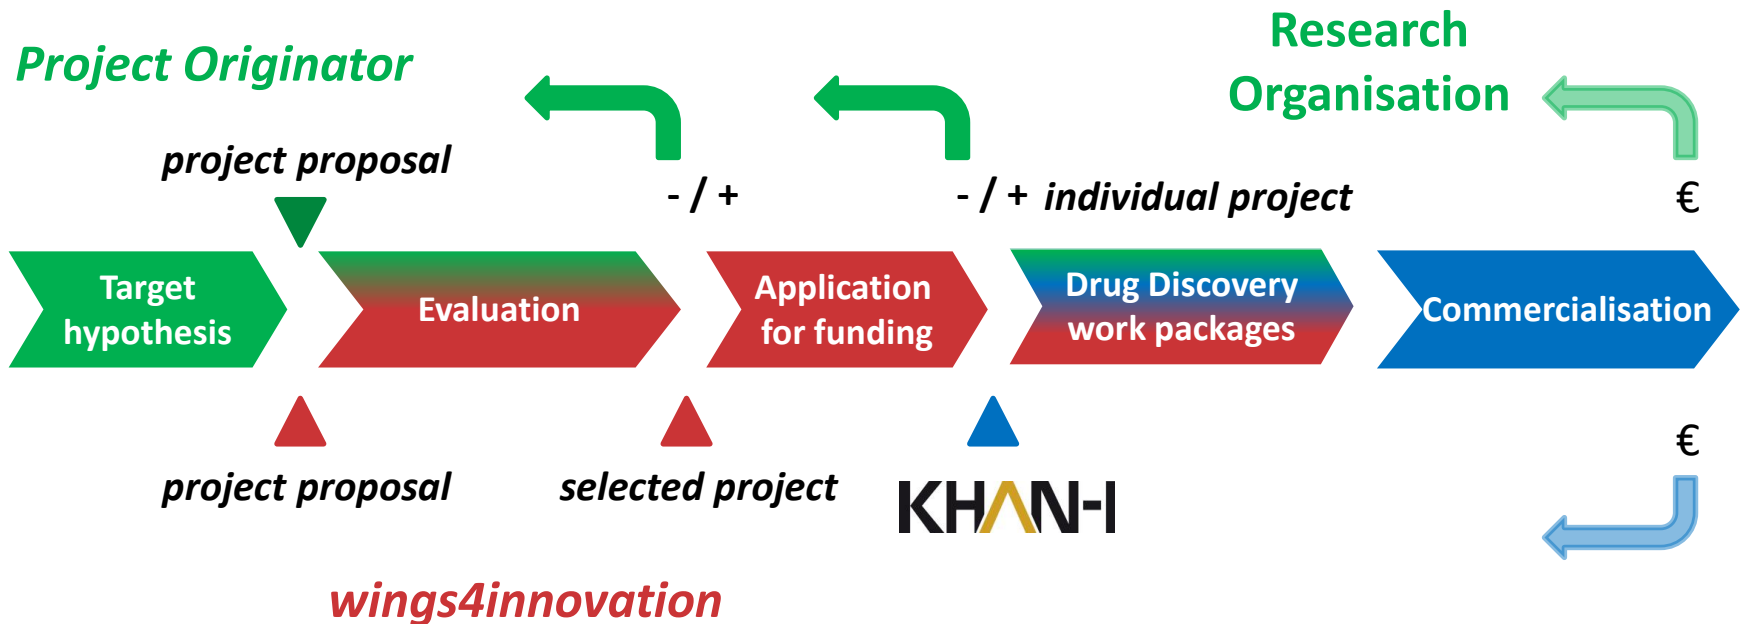 Project Originator
Research
Organisation
project proposal
- / +
- / + individual project
€
Target
hypothesis
Evaluation
Application
for funding
Drug Discovery
work packages
Commercialisation
€
project proposal
selected project
KHAN-I
wings4innovation